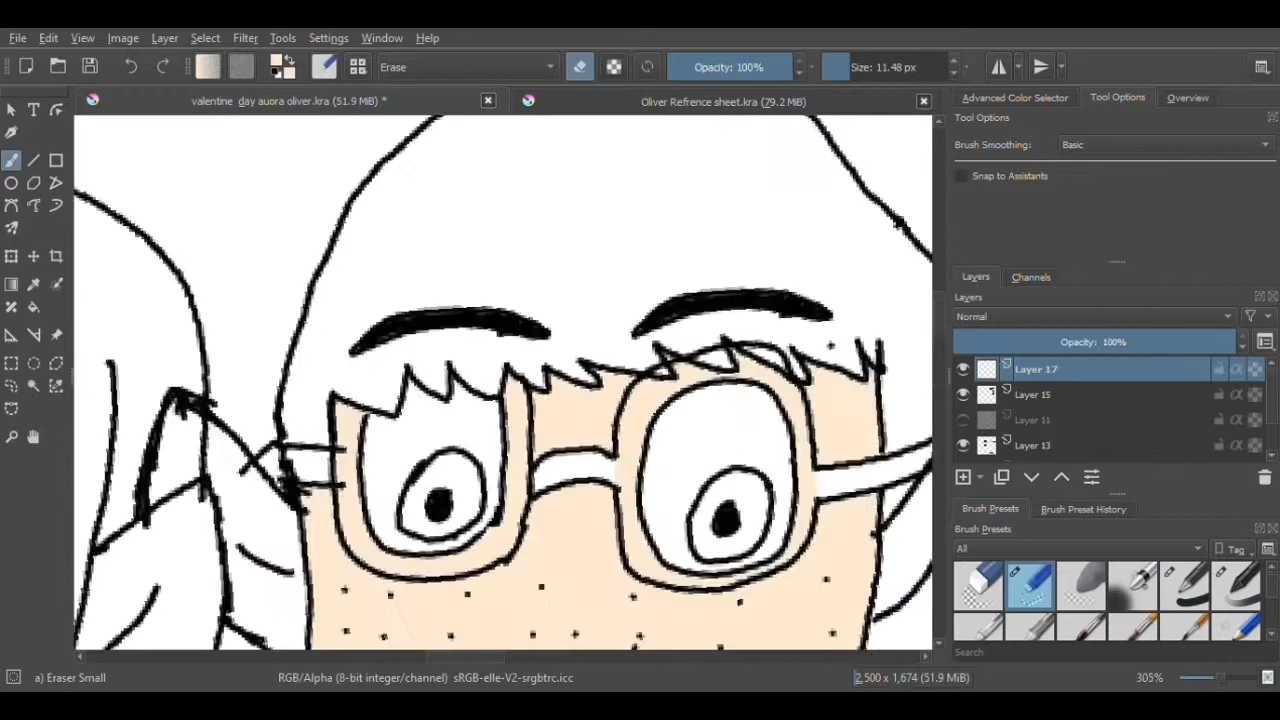 File Edit View Image Layer Select Filter Tools Settings Window Help
Erase Opacity: 100% Size: 11.48 px
valentine_day auora oliver.kra (51.9 MiB) *
Oliver Refrence sheet.kra (79.2 MiB)
Advanced Color Selector Tool Options Overview
Tool Options
Brush Smoothing: Basic
Snap to Assistants
Layers Channels
Layers
Normal
Opacity: 100%
Layer 17
Layer 15
Layer 11
Layer 13
Brush Presets Brush Preset History
Brush Presets
All Tag
Search
a) Eraser Small RGB/Alpha (8-bit integer/channel) sRGB-elle-V2-srgbtrc.icc 2,500 x 1,674 (51.9 MiB) 305%